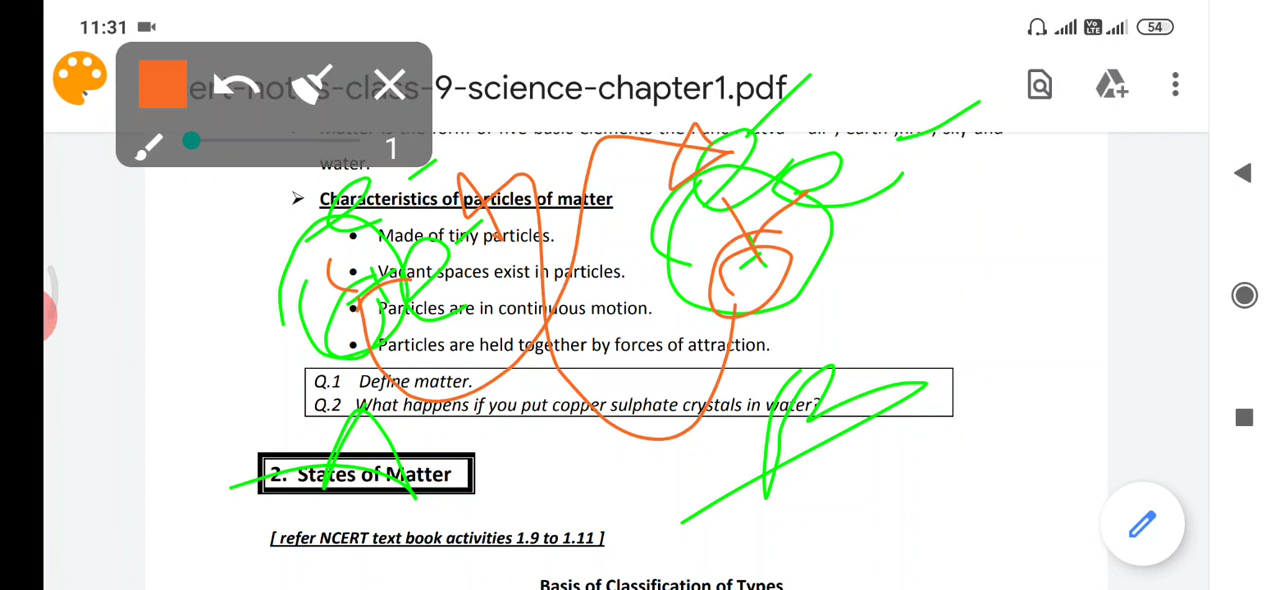 11:31
Vo LTE
54
-9-science-chapter1.pdf
1
water.
➢ Characteristics of particles of matter
• Made of tiny particles.
• Vacant spaces exist in particles.
• Particles are in continuous motion.
• Particles are held together by forces of attraction.
Q.1 Define matter.
Q.2 What happens if you put copper sulphate crystals in water?
A
B
2. States of Matter
[ refer NCERT text book activities 1.9 to 1.11 ]
Basis of Classification of Types